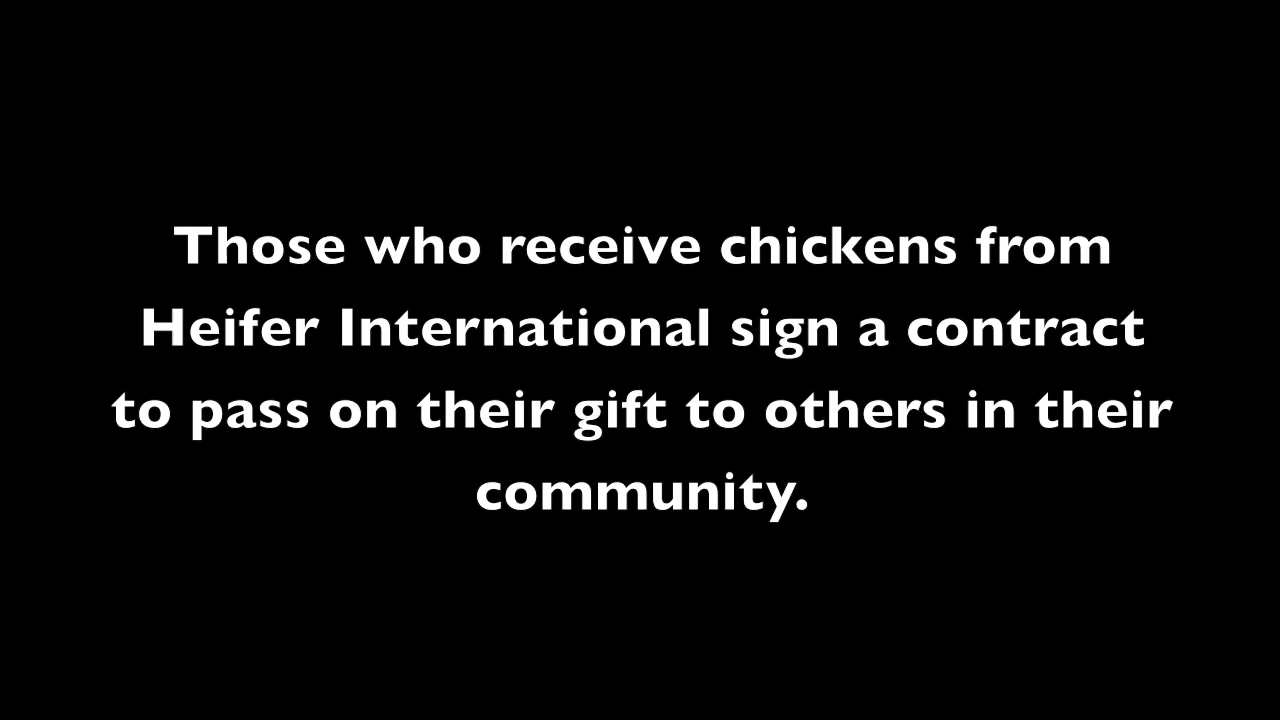 Those who receive chickens from
Heifer International sign a contract
to pass on their gift to others in their
community.